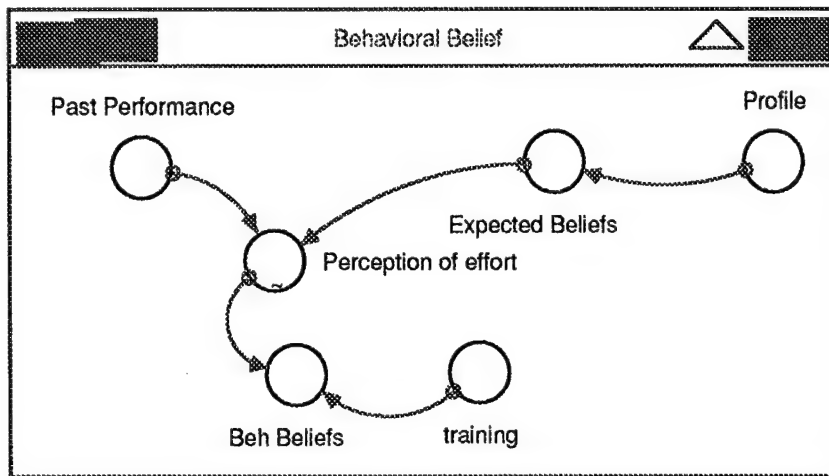 Behavioral Belief
Past Performance
Profile
Expected Beliefs
Perception of effort
~
Beh Beliefs
training